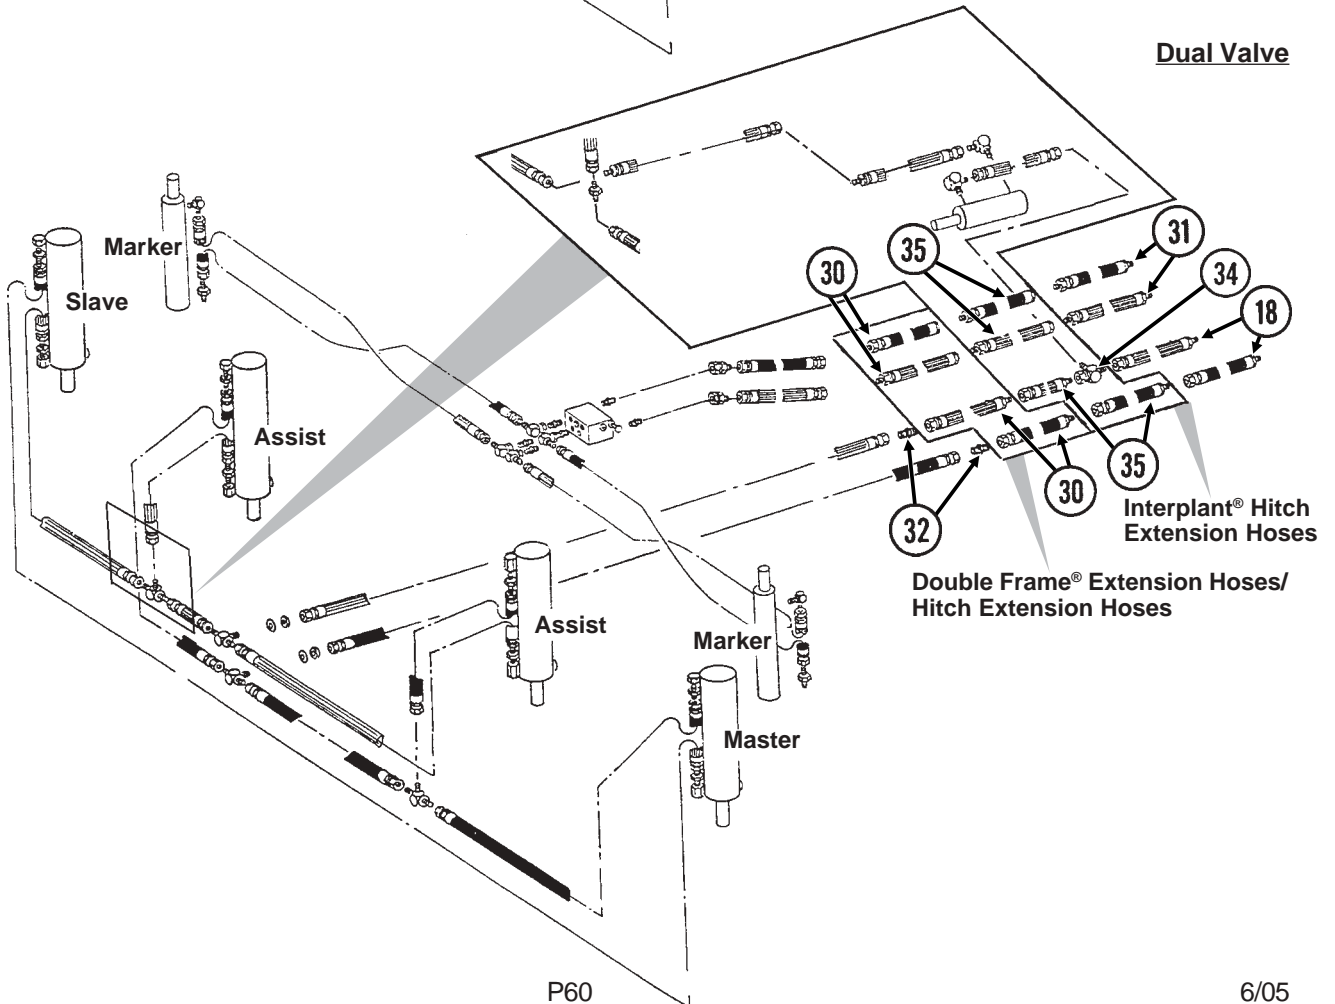 Dual Valve
Marker
Slave
Assist
30
35
31
34
18
32
30
35
Interplant® Hitch
Extension Hoses
Double Frame® Extension Hoses/
Hitch Extension Hoses
Assist
Marker
Master
P60
6/05